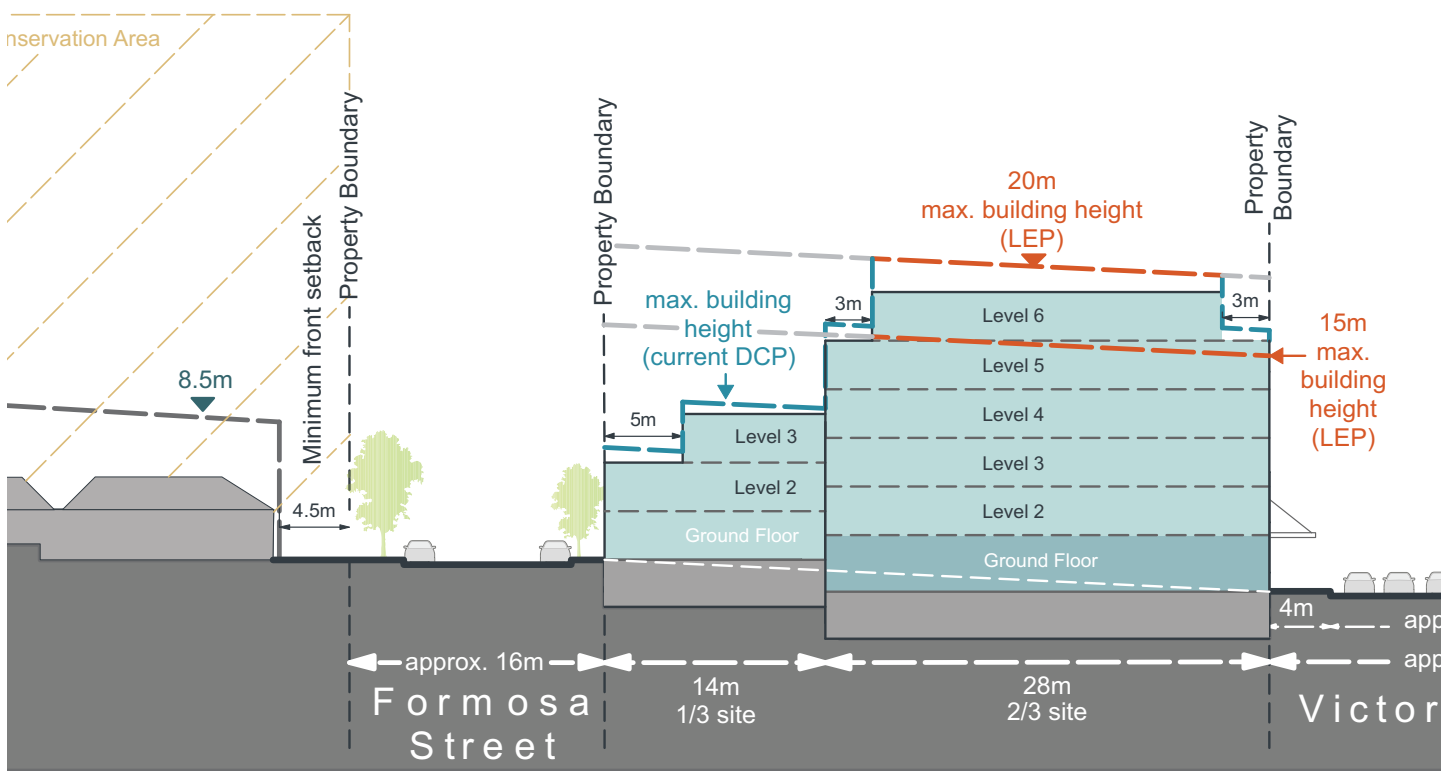 nservation Area
Minimum front setback
Property Boundary
8.5m
4.5m
Property Boundary
max. building
height
(current DCP)
5m
Level 3
Level 2
Ground Floor
20m
max. building height
(LEP)
3m
3m
Level 6
Level 5
Level 4
Level 3
Level 2
Ground Floor
Property
Boundary
15m
max.
building
height
(LEP)
4m
app
app
approx. 16m
14m
1/3 site
28m
2/3 site
Formosa
Street
Victor